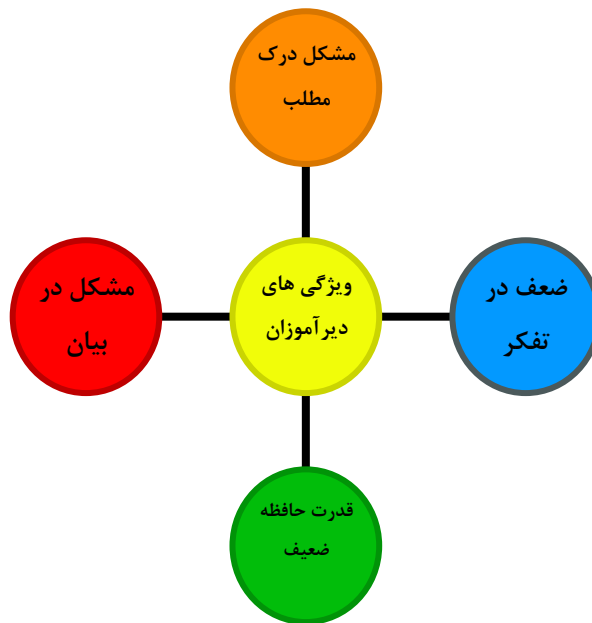 مشکل درک
مطلب
ضعف در
تفکر
ویژگی های
دیرآموزان
مشکل در
بیان
قدرت حافظه
ضعیف